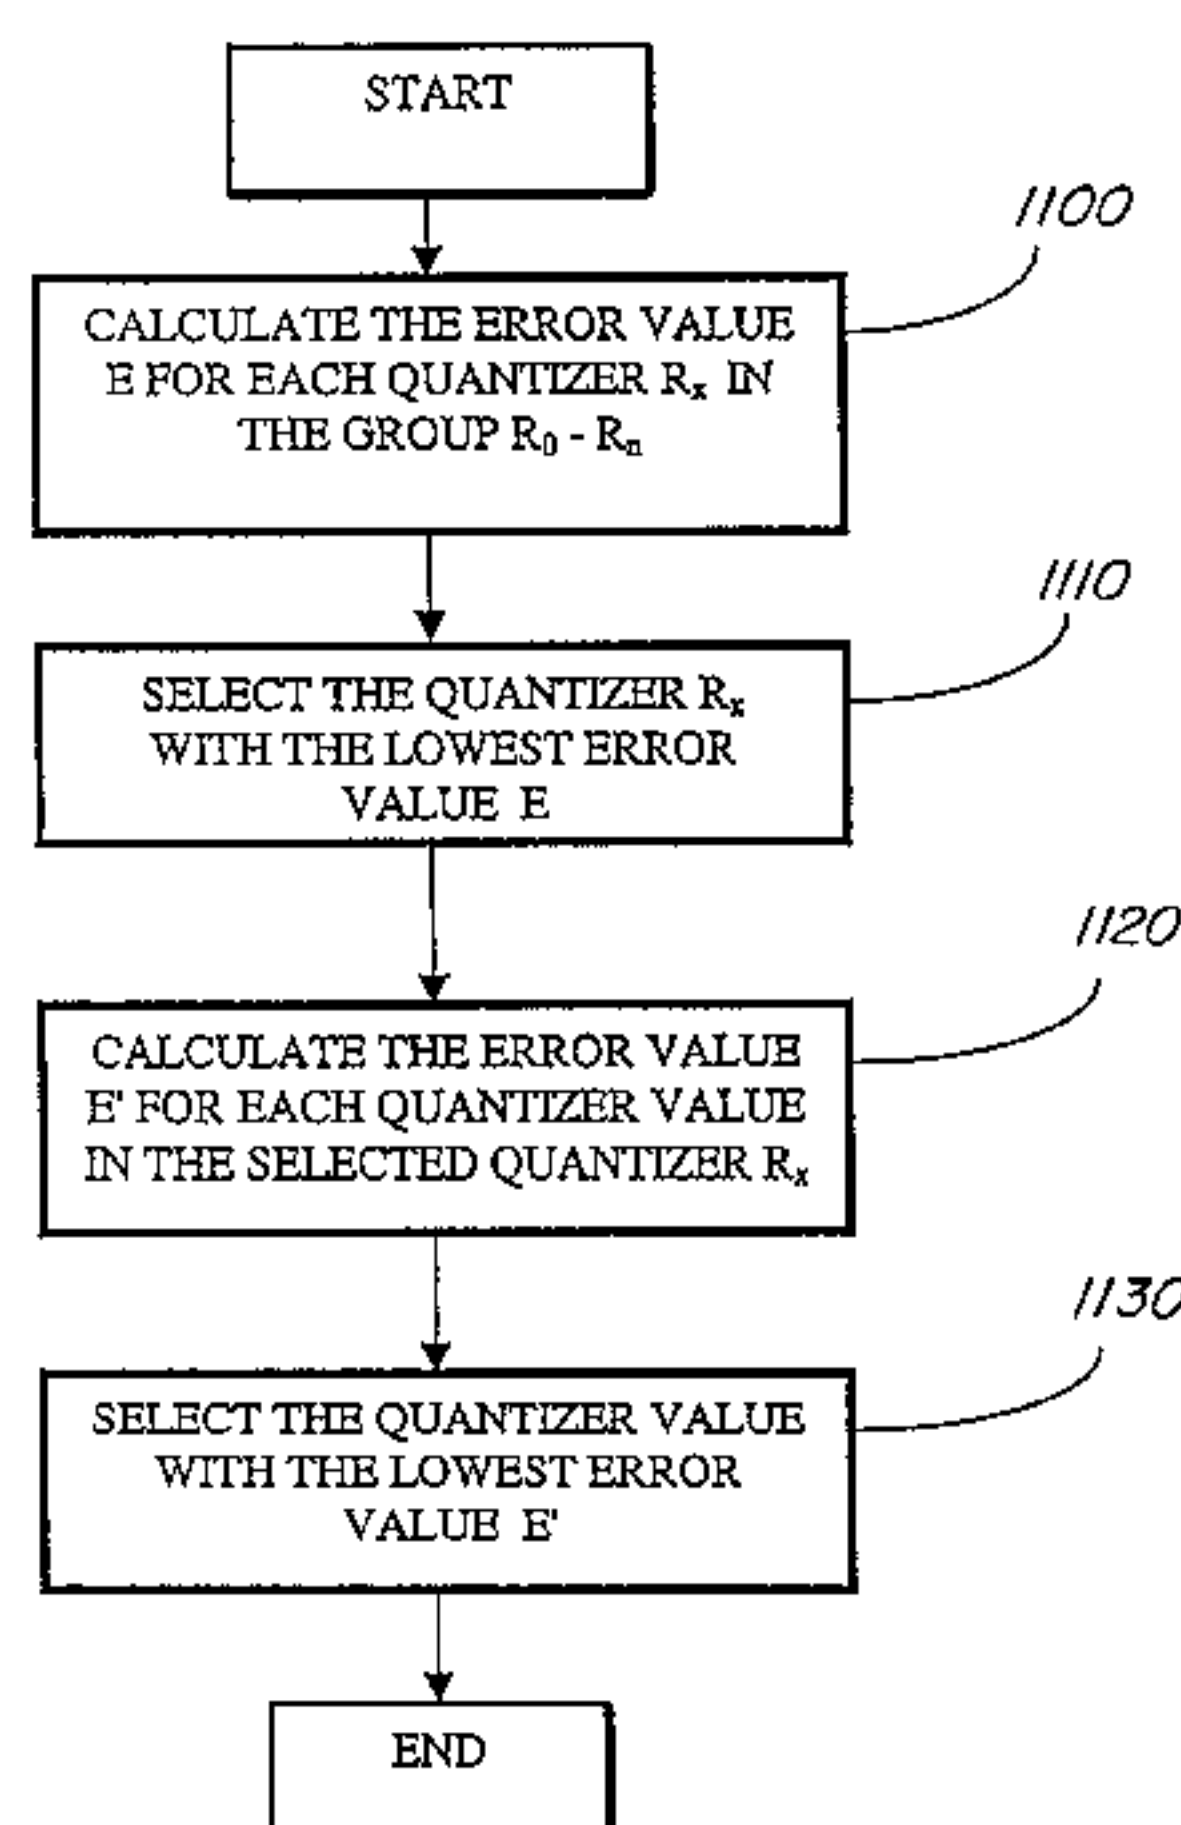 START
1100
CALCULATE THE ERROR VALUE
E FOR EACH QUANTIZER Rₓ IN
THE GROUP R₀ - Rₙ
1110
SELECT THE QUANTIZER Rₓ
WITH THE LOWEST ERROR
VALUE E
1120
CALCULATE THE ERROR VALUE
E' FOR EACH QUANTIZER VALUE
IN THE SELECTED QUANTIZER Rₓ
1130
SELECT THE QUANTIZER VALUE
WITH THE LOWEST ERROR
VALUE E'
END